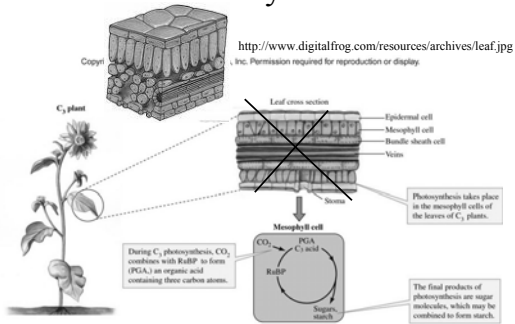 http://www.digitalfrog.com/resources/archives/leaf.jpg
Copyri
, Inc. Permission required for reproduction or display.
C3 plant
Leaf cross section
Epidermal cell
Mesophyll cell
Bundle sheath cell
Veins
Stoma
Photosynthesis takes place
in the mesophyll cells of
the leaves of C3 plants.
Mesophyll cell
During C3 photosynthesis, CO2
combines with RuBP to form
(PGA,) an organic acid
containing three carbon atoms.
CO2
PGA
C3 acid
RuBP
Sugars,
starch
The final products of
photosynthesis are sugar
molecules, which may be
combined to form starch.